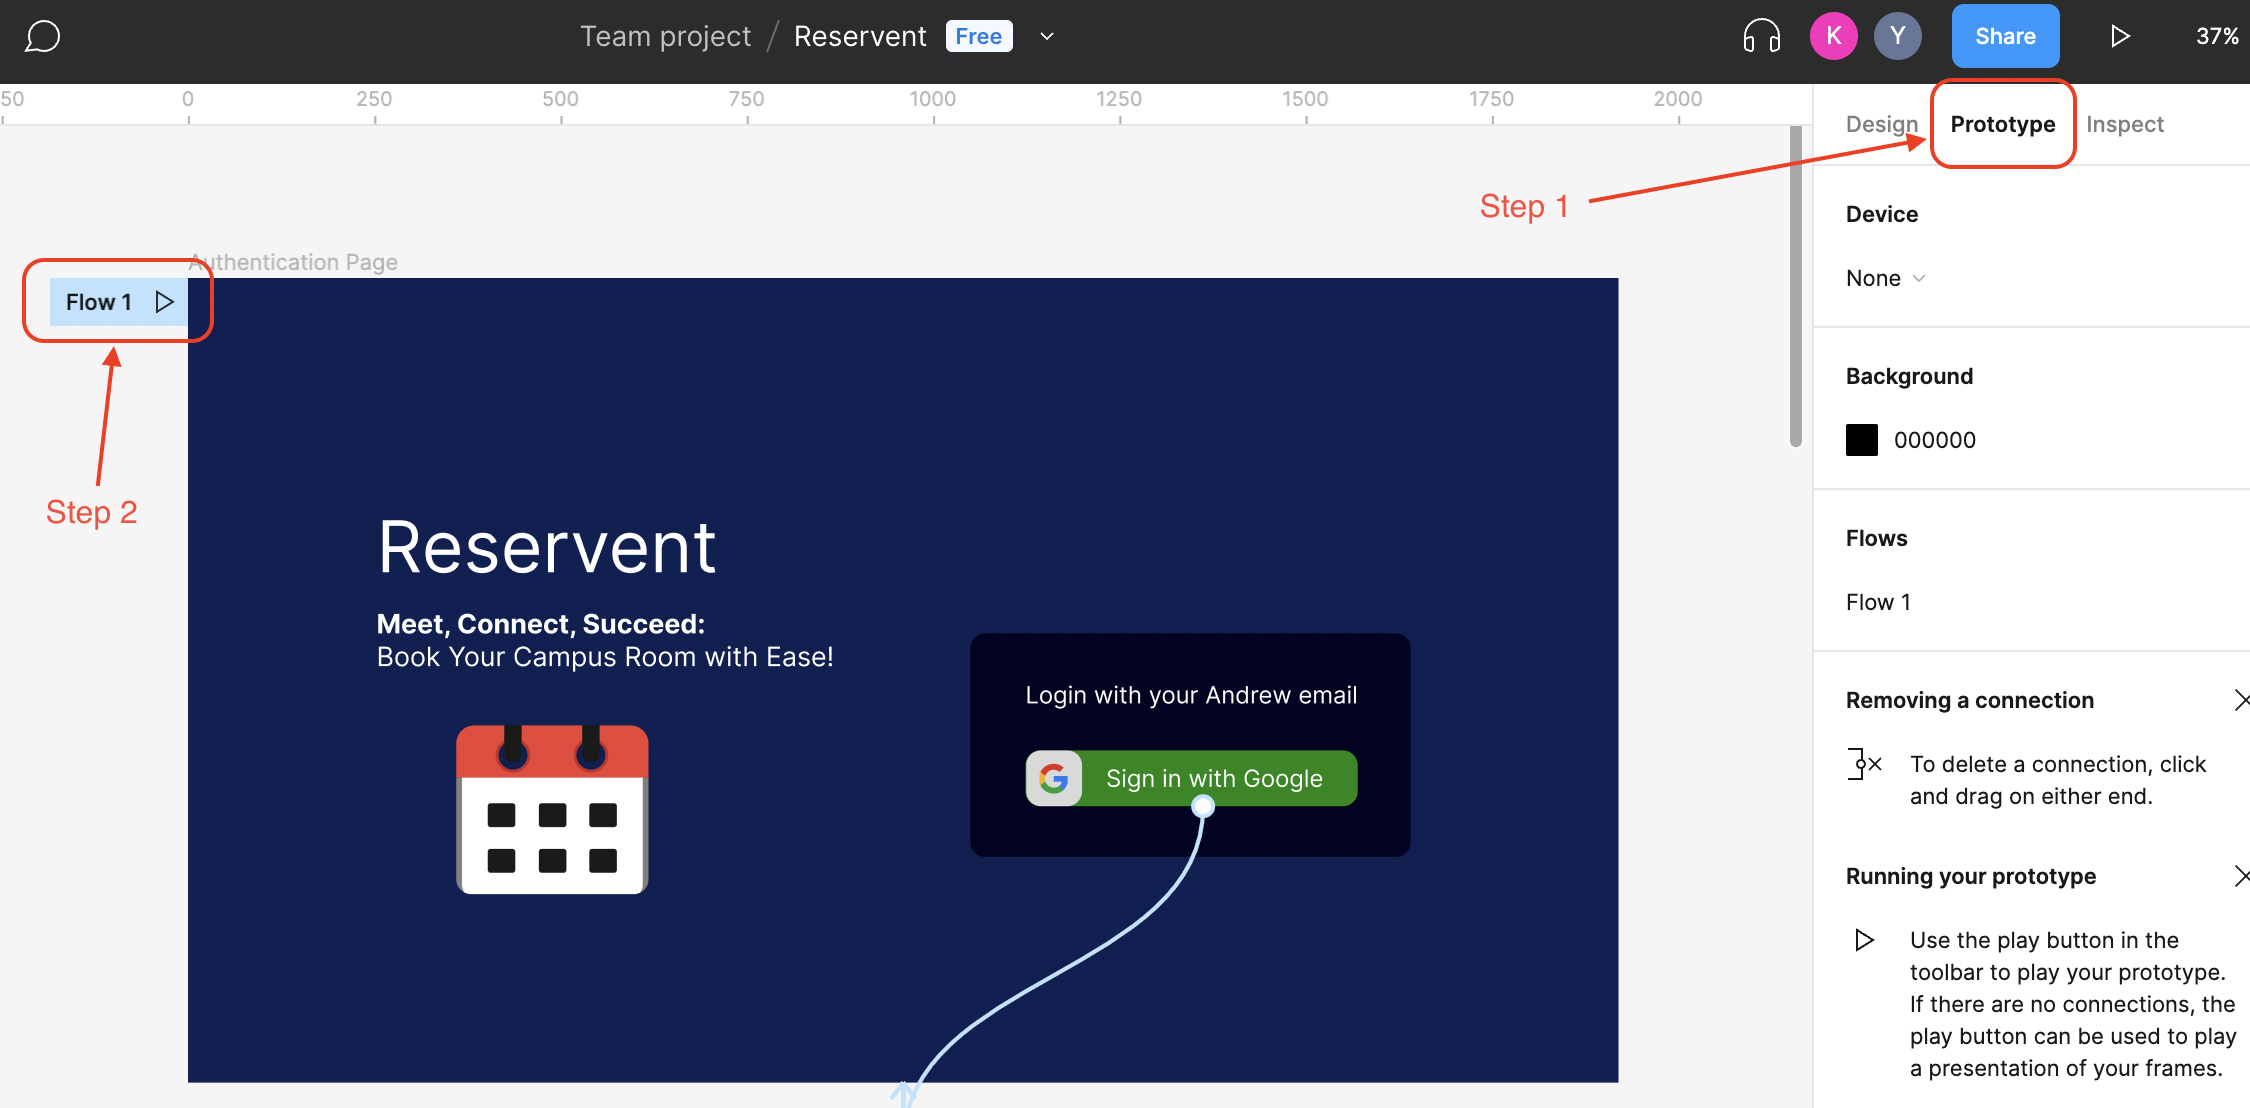 Team project / Reservent Free
K Y Share 37%
50 0 250 500 750 1000 1250 1500 1750 2000
Design Prototype Inspect
Step 1
Device
None
Authentication Page
Flow 1
Step 2
Background
000000
Flows
Flow 1
Reservent
Meet, Connect, Succeed:
Book Your Campus Room with Ease!
Login with your Andrew email
G Sign in with Google
Removing a connection
To delete a connection, click
and drag on either end.
Running your prototype
Use the play button in the
toolbar to play your prototype.
If there are no connections, the
play button can be used to play
a presentation of your frames.